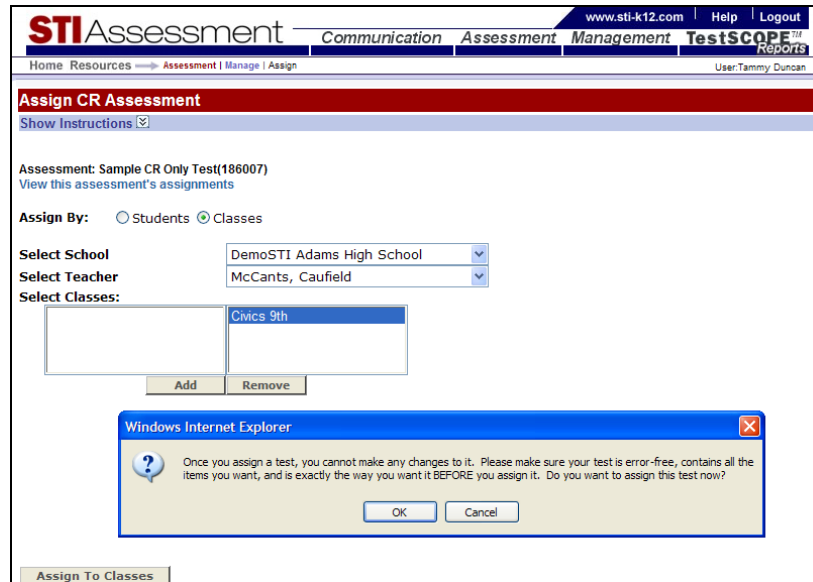 www.sti-k12.com Help Logout
STIAssessment Communication Assessment Management TestSCOPE™ Reports
Home Resources Assessment | Manage | Assign User:Tammy Duncan
Assign CR Assessment
Show Instructions
Assessment: Sample CR Only Test(186007)
View this assessment's assignments
Assign By: Students Classes
Select School DemoSTI Adams High School
Select Teacher McCants, Caufield
Select Classes:
Civics 9th
Add Remove
Windows Internet Explorer
Once you assign a test, you cannot make any changes to it. Please make sure your test is error-free, contains all the
items you want, and is exactly the way you want it BEFORE you assign it. Do you want to assign this test now?
OK Cancel
Assign To Classes